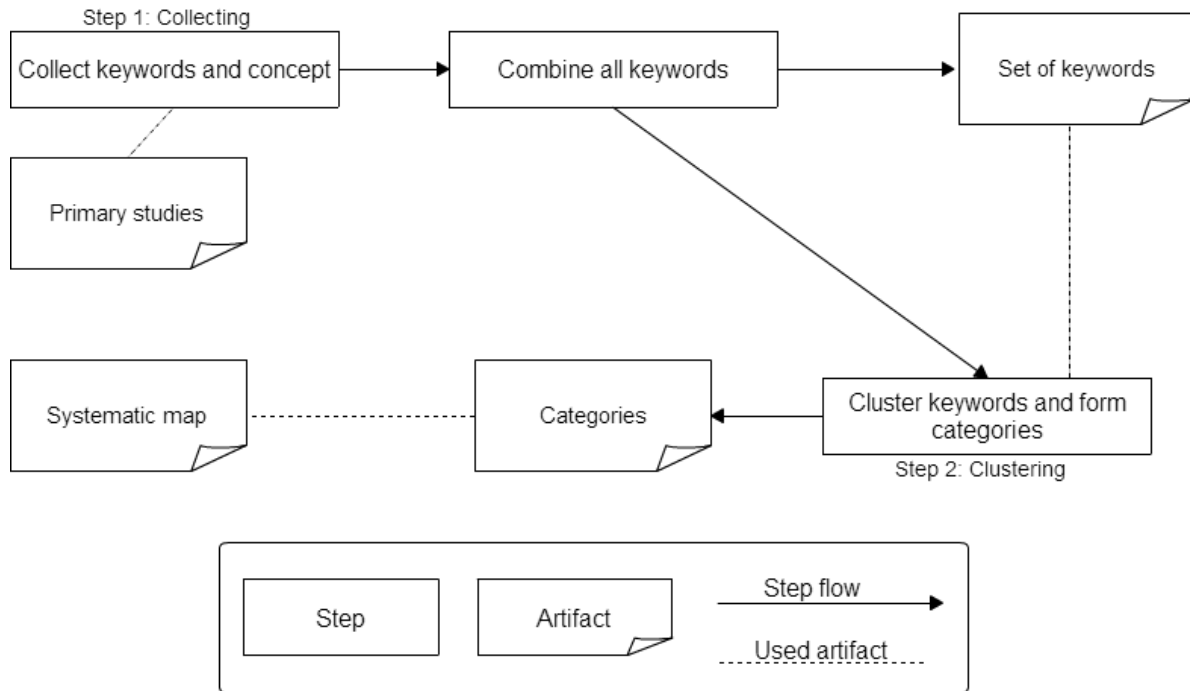 Step 1: Collecting
Collect keywords and concept
Combine all keywords
Set of keywords
Primary studies
Systematic map
Categories
Cluster keywords and form
categories
Step 2: Clustering
Step
Artifact
Step flow
Used artifact